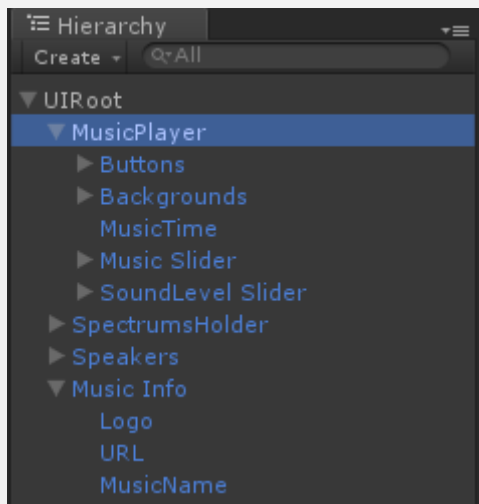 Hierarchy
Create All
UIRoot
MusicPlayer
Buttons
Backgrounds
MusicTime
Music Slider
SoundLevel Slider
SpectrumsHolder
Speakers
Music Info
Logo
URL
MusicName